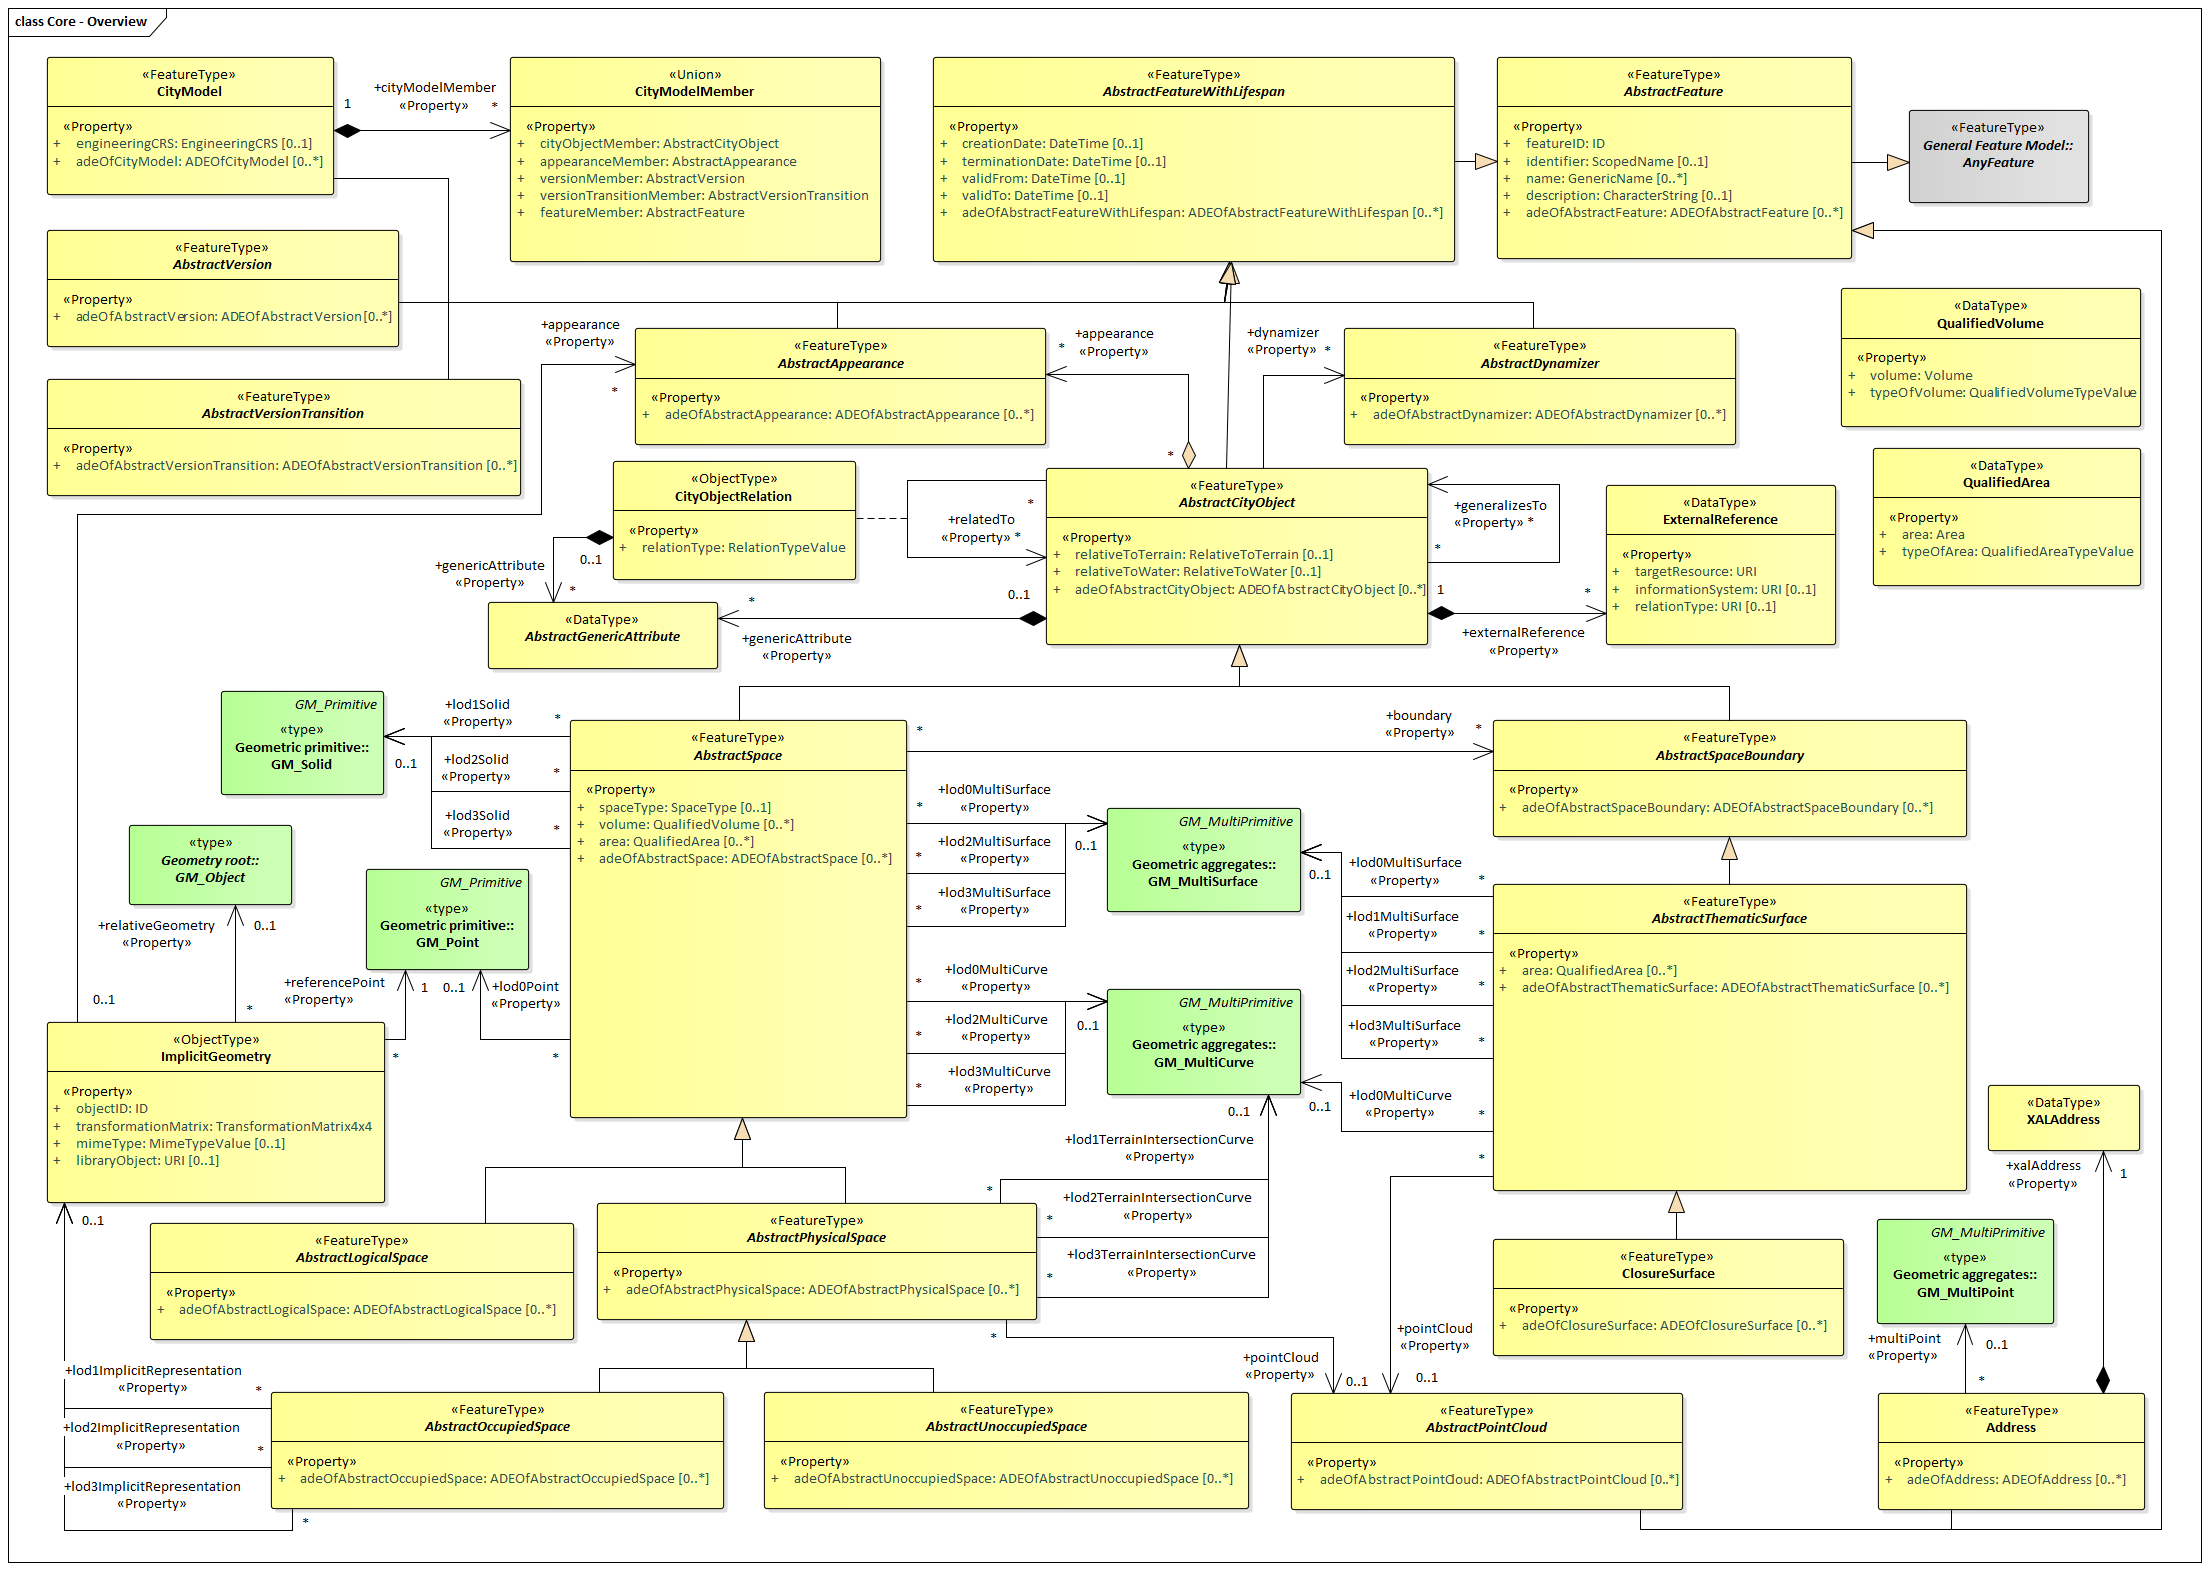 class Core - Overview
«FeatureType»
CityModel
«Property»
+ engineeringCRS: EngineeringCRS [0..1]
+ adeOfCityModel: ADEOfCityModel [0..*]
1
+cityModelMember
«Property»
*
«Union»
CityModelMember
«Property»
+ cityObjectMember: AbstractCityObject
+ appearanceMember: AbstractAppearance
+ versionMember: AbstractVersion
+ versionTransitionMember: AbstractVersionTransition
+ featureMember: AbstractFeature
«FeatureType»
AbstractFeatureWithLifespan
«Property»
+ creationDate: DateTime [0..1]
+ terminationDate: DateTime [0..1]
+ validFrom: DateTime [0..1]
+ validTo: DateTime [0..1]
+ adeOfAbstractFeatureWithLifespan: ADEOfAbstractFeatureWithLifespan [0..*]
«FeatureType»
AbstractFeature
«Property»
+ featureID: ID
+ identifier: ScopedName [0..1]
+ name: GenericName [0..*]
+ description: CharacterString [0..1]
+ adeOfAbstractFeature: ADEOfAbstractFeature [0..*]
«FeatureType»
General Feature Model::
AnyFeature
«FeatureType»
AbstractVersion
«Property»
+ adeOfAbstractVersion: ADEOfAbstractVersion [0..*]
«FeatureType»
AbstractVersionTransition
«Property»
+ adeOfAbstractVersionTransition: ADEOfAbstractVersionTransition [0..*]
+appearance
«Property»
*
«FeatureType»
AbstractAppearance
«Property»
+ adeOfAbstractAppearance: ADEOfAbstractAppearance [0..*]
+appearance
*
«Property»
*
+dynamizer
«Property»
*
«FeatureType»
AbstractDynamizer
«Property»
+ adeOfAbstractDynamizer: ADEOfAbstractDynamizer [0..*]
«DataType»
QualifiedVolume
«Property»
+ volume: Volume
+ typeOfVolume: QualifiedVolumeTypeValue
«DataType»
QualifiedArea
«Property»
+ area: Area
+ typeOfArea: QualifiedAreaTypeValue
«ObjectType»
CityObjectRelation
«Property»
+ relationType: RelationTypeValue
0..1
+genericAttribute
«Property»
*
*
+relatedTo
«Property»
*
«FeatureType»
AbstractCityObject
«Property»
+ relativeToTerrain: RelativeToTerrain [0..1]
+ relativeToWater: RelativeToWater [0..1]
+ adeOfAbstractCityObject: ADEOfAbstractCityObject [0..*]
+generalizesTo
«Property»
*
*
1
*
+externalReference
«Property»
«DataType»
ExternalReference
«Property»
+ targetResource: URI
+ informationSystem: URI [0..1]
+ relationType: URI [0..1]
0..1
*
+genericAttribute
«Property»
«DataType»
AbstractGenericAttribute
GM_Primitive
«type»
Geometric primitive::
GM_Solid
0..1
+lod1Solid
«Property»
*
+lod2Solid
«Property»
*
+lod3Solid
«Property»
*
«FeatureType»
AbstractSpace
«Property»
+ spaceType: SpaceType [0..1]
+ volume: QualifiedVolume [0..*]
+ area: QualifiedArea [0..*]
+ adeOfAbstractSpace: ADEOfAbstractSpace [0..*]
*
+boundary
«Property»
*
«FeatureType»
AbstractSpaceBoundary
«Property»
+ adeOfAbstractSpaceBoundary: ADEOfAbstractSpaceBoundary [0..*]
+lod0MultiSurface
«Property»
*
+lod2MultiSurface
«Property»
*
+lod3MultiSurface
«Property»
*
0..1
GM_MultiPrimitive
«type»
Geometric aggregates::
GM_MultiSurface
0..1
+lod0MultiSurface
«Property»
*
+lod1MultiSurface
«Property»
*
+lod2MultiSurface
«Property»
*
+lod3MultiSurface
«Property»
*
«FeatureType»
AbstractThematicSurface
«Property»
+ area: QualifiedArea [0..*]
+ adeOfAbstractThematicSurface: ADEOfAbstractThematicSurface [0..*]
«type»
Geometry root::
GM_Object
+relativeGeometry
«Property»
0..1
*
GM_Primitive
«type»
Geometric primitive::
GM_Point
+referencePoint
«Property»
1
*
0..1
+lod0Point
«Property»
*
0..1
+lod0MultiCurve
«Property»
*
+lod2MultiCurve
«Property»
*
+lod3MultiCurve
«Property»
*
0..1
GM_MultiPrimitive
«type»
Geometric aggregates::
GM_MultiCurve
0..1
+lod0MultiCurve
«Property»
*
«ObjectType»
ImplicitGeometry
«Property»
+ objectID: ID
+ transformationMatrix: TransformationMatrix4x4
+ mimeType: MimeTypeValue [0..1]
+ libraryObject: URI [0..1]
0..1
0..1
+lod1TerrainIntersectionCurve
«Property»
*
+lod2TerrainIntersectionCurve
«Property»
*
+lod3TerrainIntersectionCurve
«Property»
*
«DataType»
XALAddress
+xalAddress
«Property»
1
«FeatureType»
AbstractLogicalSpace
«Property»
+ adeOfAbstractLogicalSpace: ADEOfAbstractLogicalSpace [0..*]
«FeatureType»
AbstractPhysicalSpace
«Property»
+ adeOfAbstractPhysicalSpace: ADEOfAbstractPhysicalSpace [0..*]
*
+pointCloud
«Property»
0..1
*
+pointCloud
«Property»
0..1
«FeatureType»
ClosureSurface
«Property»
+ adeOfClosureSurface: ADEOfClosureSurface [0..*]
GM_MultiPrimitive
«type»
Geometric aggregates::
GM_MultiPoint
+multiPoint
«Property»
0..1
*
+lod1ImplicitRepresentation
«Property»
*
+lod2ImplicitRepresentation
«Property»
*
+lod3ImplicitRepresentation
«Property»
*
«FeatureType»
AbstractOccupiedSpace
«Property»
+ adeOfAbstractOccupiedSpace: ADEOfAbstractOccupiedSpace [0..*]
«FeatureType»
AbstractUnoccupiedSpace
«Property»
+ adeOfAbstractUnoccupiedSpace: ADEOfAbstractUnoccupiedSpace [0..*]
«FeatureType»
AbstractPointCloud
«Property»
+ adeOfAbstractPointCloud: ADEOfAbstractPointCloud [0..*]
«FeatureType»
Address
«Property»
+ adeOfAddress: ADEOfAddress [0..*]